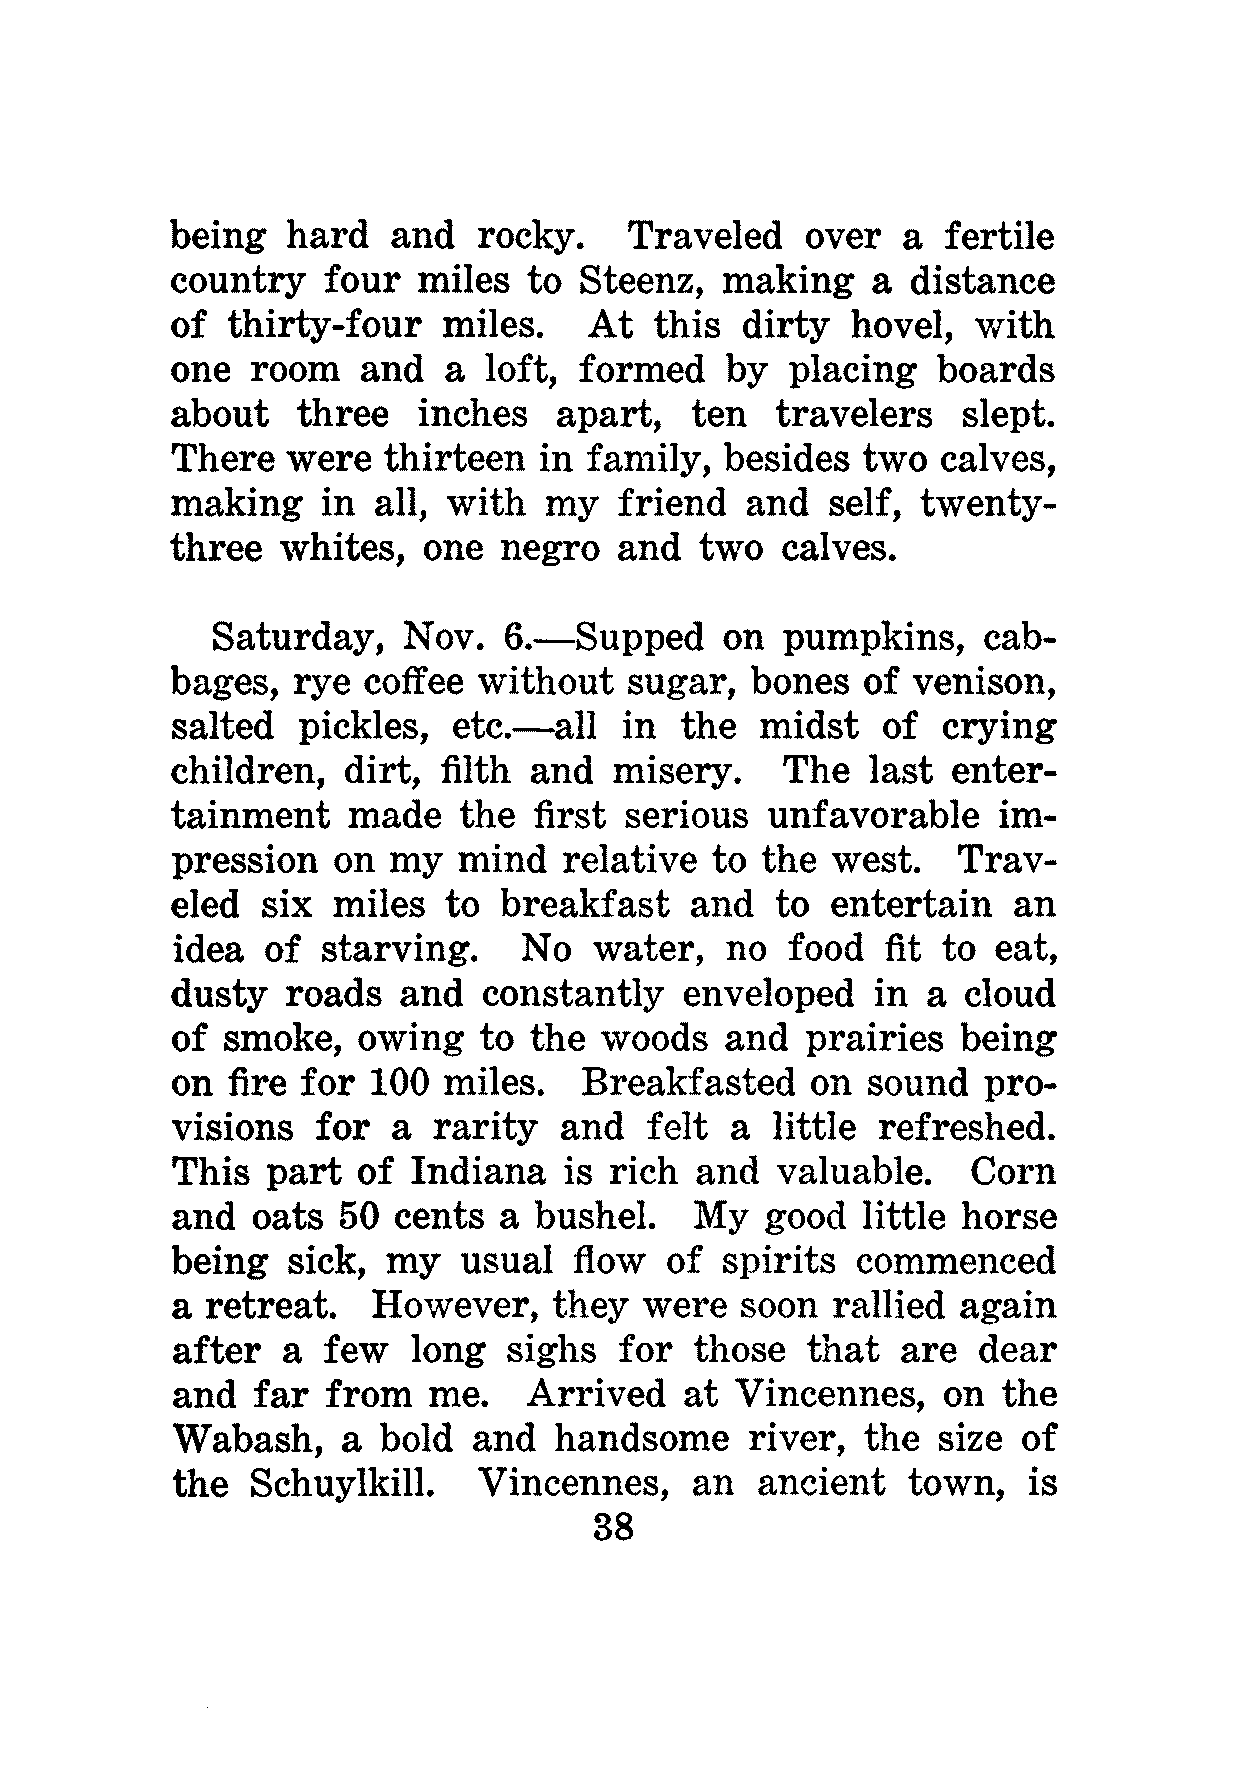 being hard and rocky. Traveled over a fertile
country four miles to Steenz, making a distance
of thirty-four miles. At this dirty hovel, with
one room and a loft, formed by placing boards
about three inches apart, ten travelers slept.
There were thirteen in family, besides two calves,
making in all, with my friend and self, twenty-
three whites, one negro and two calves.
Saturday, Nov. 6.—Supped on pumpkins, cab-
bages, rye coffee without sugar, bones of venison,
salted pickles, etc.—all in the midst of crying
children, dirt, filth and misery. The last enter-
tainment made the first serious unfavorable im-
pression on my mind relative to the west. Trav-
eled six miles to breakfast and to entertain an
idea of starving. No water, no food fit to eat,
dusty roads and constantly enveloped in a cloud
of smoke, owing to the woods and prairies being
on fire for 100 miles. Breakfasted on sound pro-
visions for a rarity and felt a little refreshed.
This part of Indiana is rich and valuable. Corn
and oats 50 cents a bushel. My good little horse
being sick, my usual flow of spirits commenced
a retreat. However, they were soon rallied again
after a few long sighs for those that are dear
and far from me. Arrived at Vincennes, on the
Wabash, a bold and handsome river, the size of
the Schuylkill. Vincennes, an ancient town, is
38